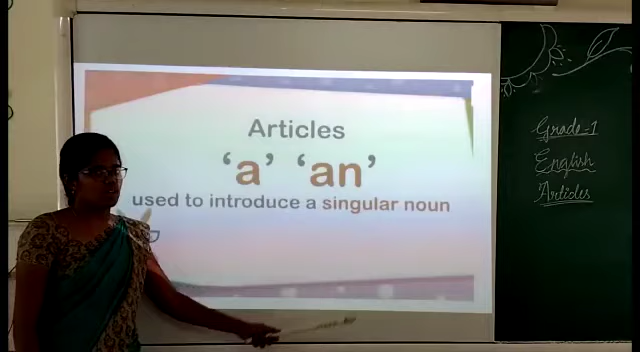 Articles
‘a’ ‘an’
used to introduce a singular noun
Grade-1
English
Articles